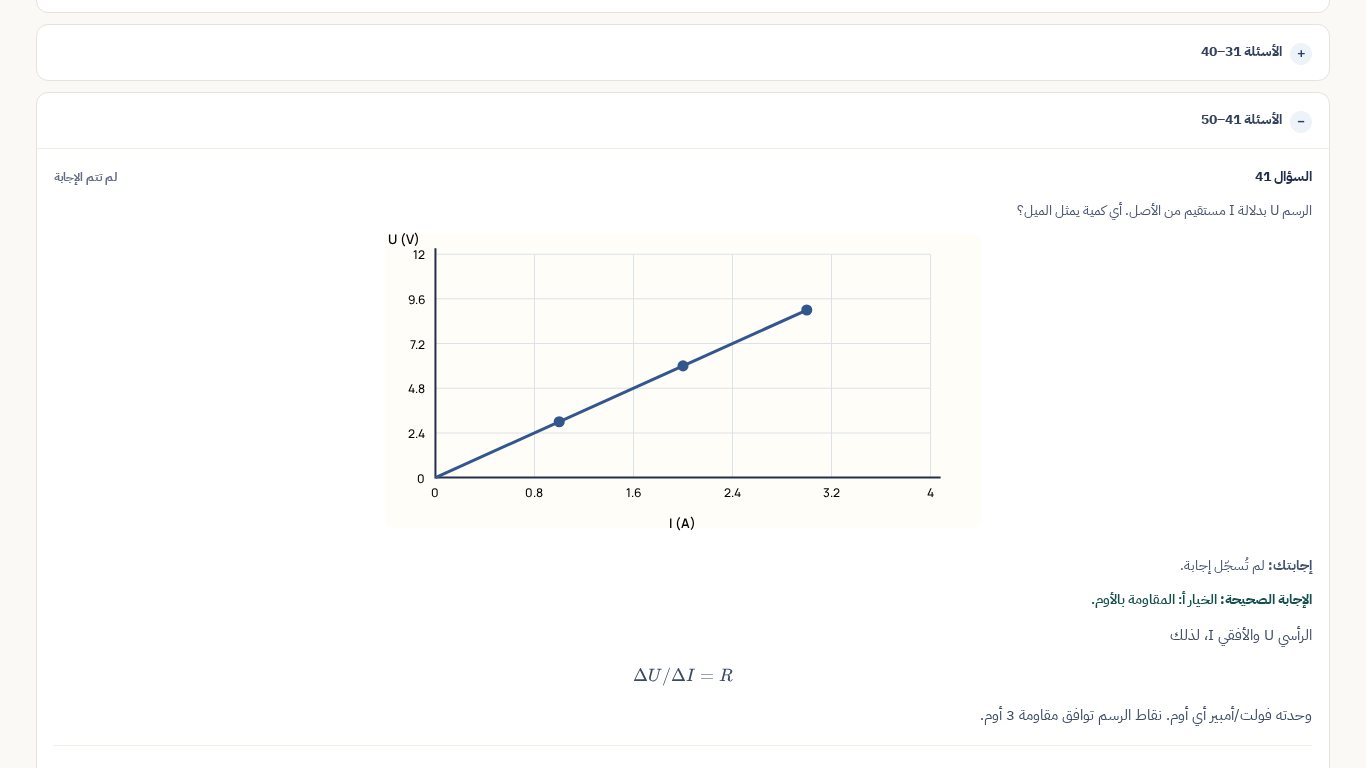 + الأسئلة 31–40
− الأسئلة 41–50
السؤال 41
لم تتم الإجابة
الرسم U بدلالة I مستقيم من الأصل. أي كمية يمثل الميل؟
U (V)
12
9.6
7.2
4.8
2.4
0
0 0.8 1.6 2.4 3.2 4
I (A)
إجابتك: لم تُسجّل إجابة.
الإجابة الصحيحة: الخيار أ: المقاومة بالأوم.
الرأسي U والأفقي I، لذلك
ΔU/ΔI = R
وحدته فولت/أمبير أي أوم. نقاط الرسم توافق مقاومة 3 أوم.